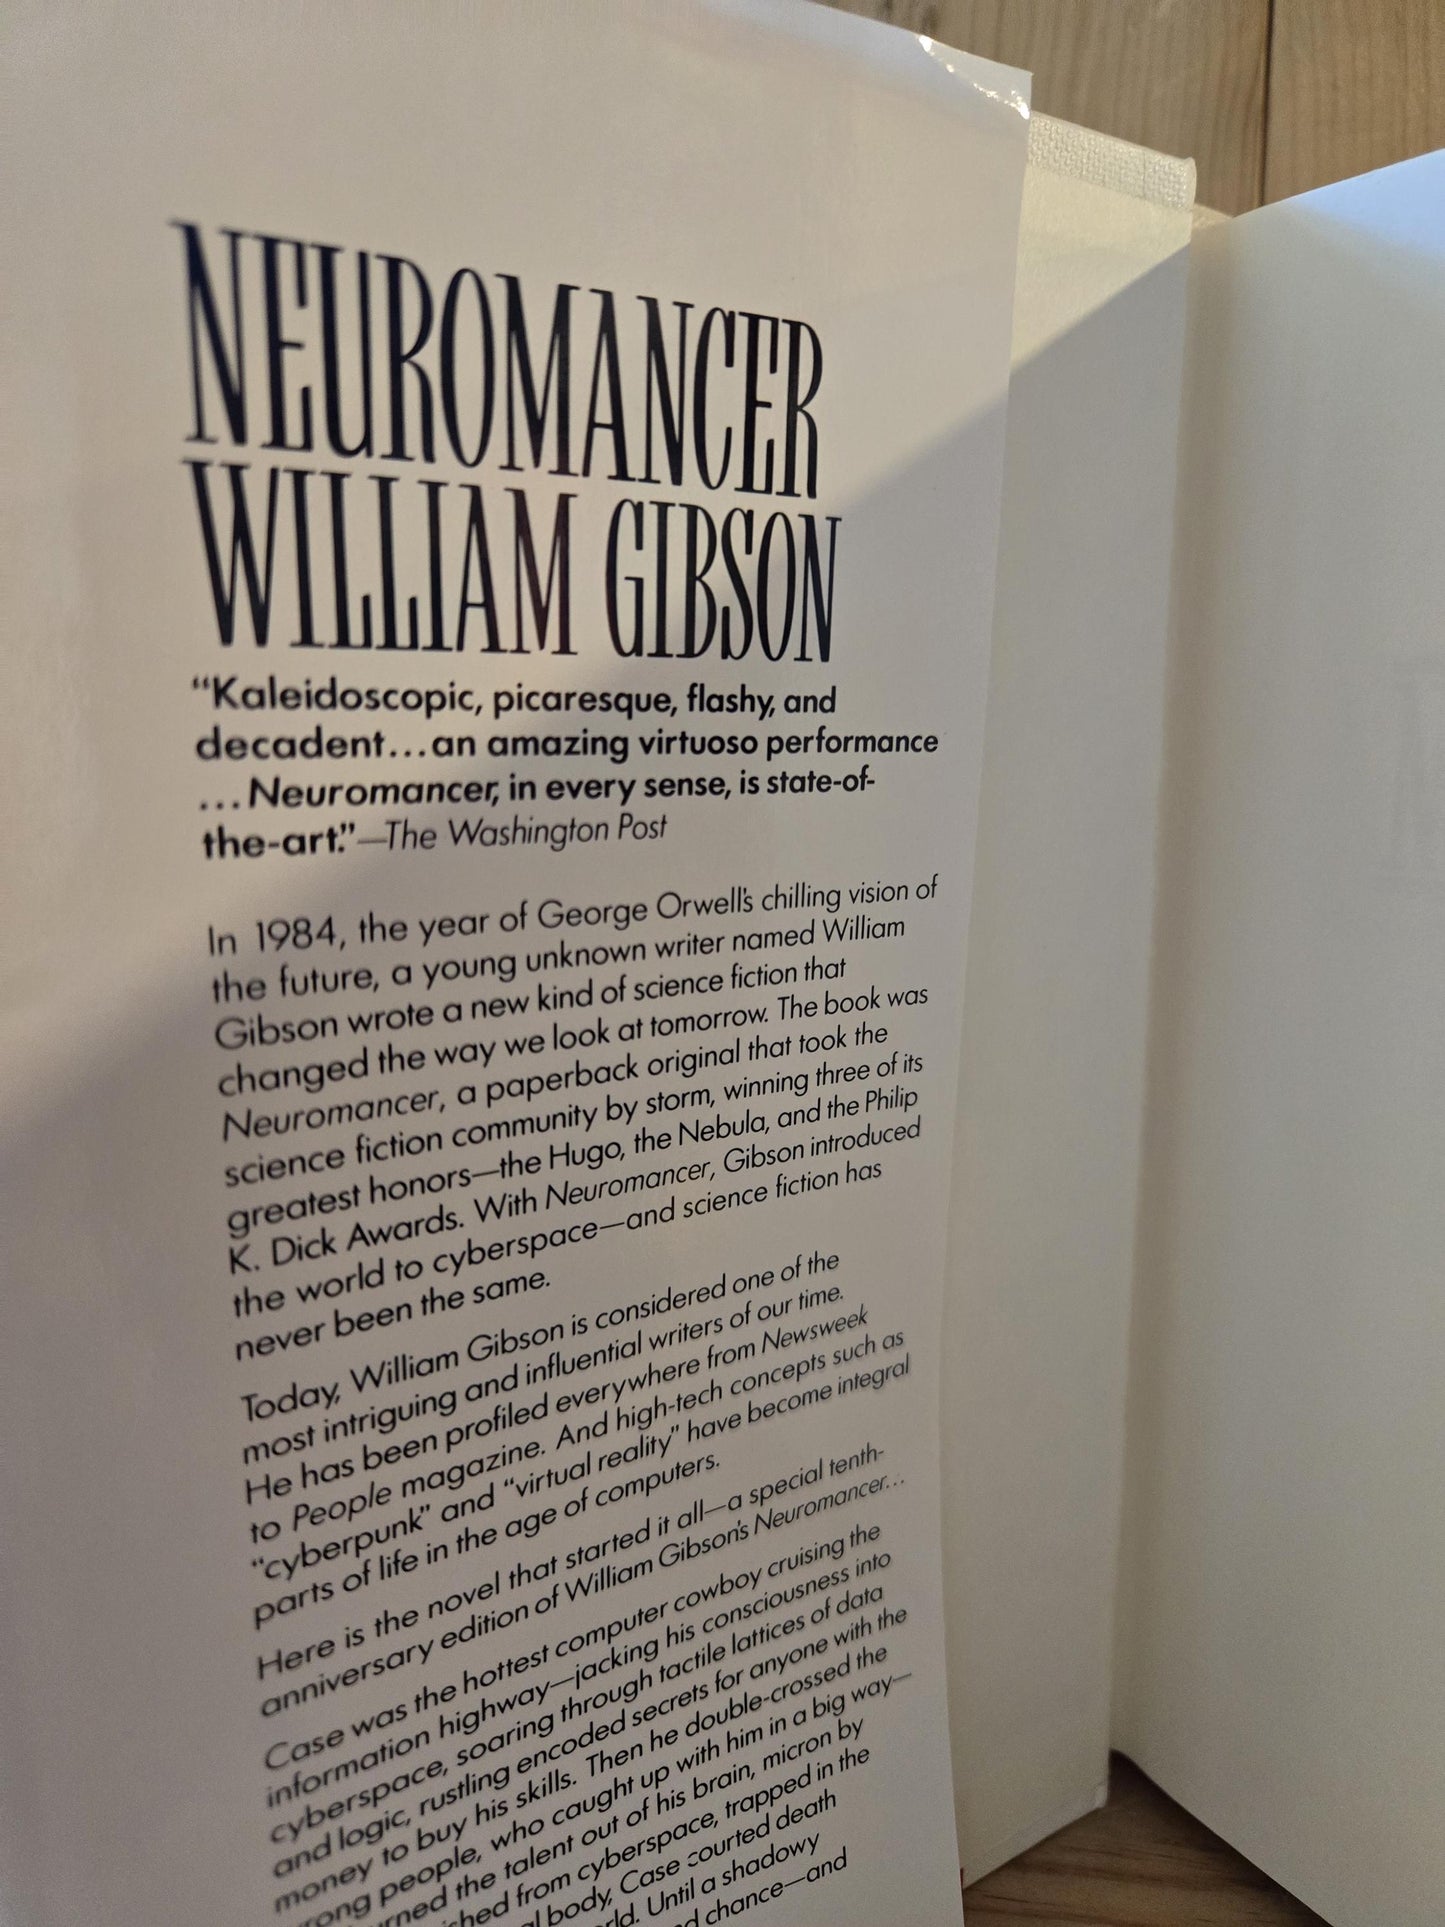 NEUROMANCER
WILLIAM GIBSON
“Kaleidoscopic, picaresque, flashy, and
decadent...an amazing virtuoso performance
...Neuromancer, in every sense, is state-of-
the-art.”—The Washington Post
In 1984, the year of George Orwell's chilling vision of
the future, a young unknown writer named William
Gibson wrote a new kind of science fiction that
changed the way we look at tomorrow. The book was
Neuromancer, a paperback original that took the
science fiction community by storm, winning three of its
greatest honors—the Hugo, the Nebula, and the Philip
K. Dick Awards. With Neuromancer, Gibson introduced
the world to cyberspace—and science fiction has
never been the same.
Today, William Gibson is considered one of the
most intriguing and influential writers of our time.
He has been profiled everywhere from Newsweek
to People magazine. And high-tech concepts such as
“cyberpunk” and “virtual reality” have become integral
parts of life in the age of computers.
Here is the novel that started it all—a special tenth-
anniversary edition of William Gibson's Neuromancer...
Case was the hottest computer cowboy cruising the
information highway—jacking his consciousness into
cyberspace, soaring through tactile lattices of data
and logic, rustling encoded secrets for anyone with the
money to buy his skills. Then he double-crossed the
people, who caught up with him in a big way—
the talent out of his brain, micron by
from cyberspace, trapped in the
body, Case courted death
Until a shadowy
chance—and